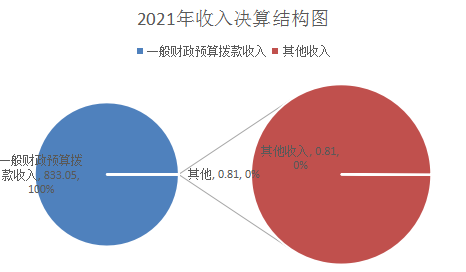 2021年收入决算结构图
一般财政预算拨款收入 其他收入
一般财政预算拨
款收入, 833.05,
100%
其他, 0.81, 0%
其他收入, 0.81,
0%